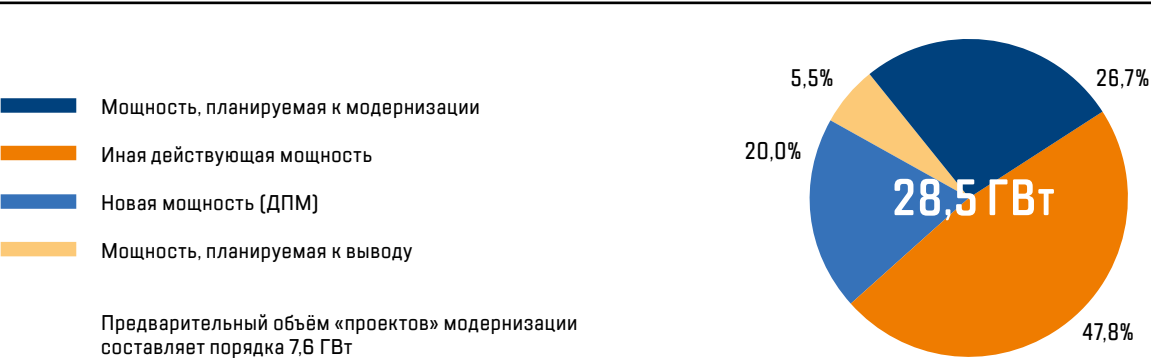 Мощность, планируемая к модернизации
Иная действующая мощность
Новая мощность (ДПМ)
Мощность, планируемая к выводу
Предварительный объём «проектов» модернизации
составляет порядка 7,6 ГВт
5,5%
26,7%
20,0%
28,5 ГВт
47,8%